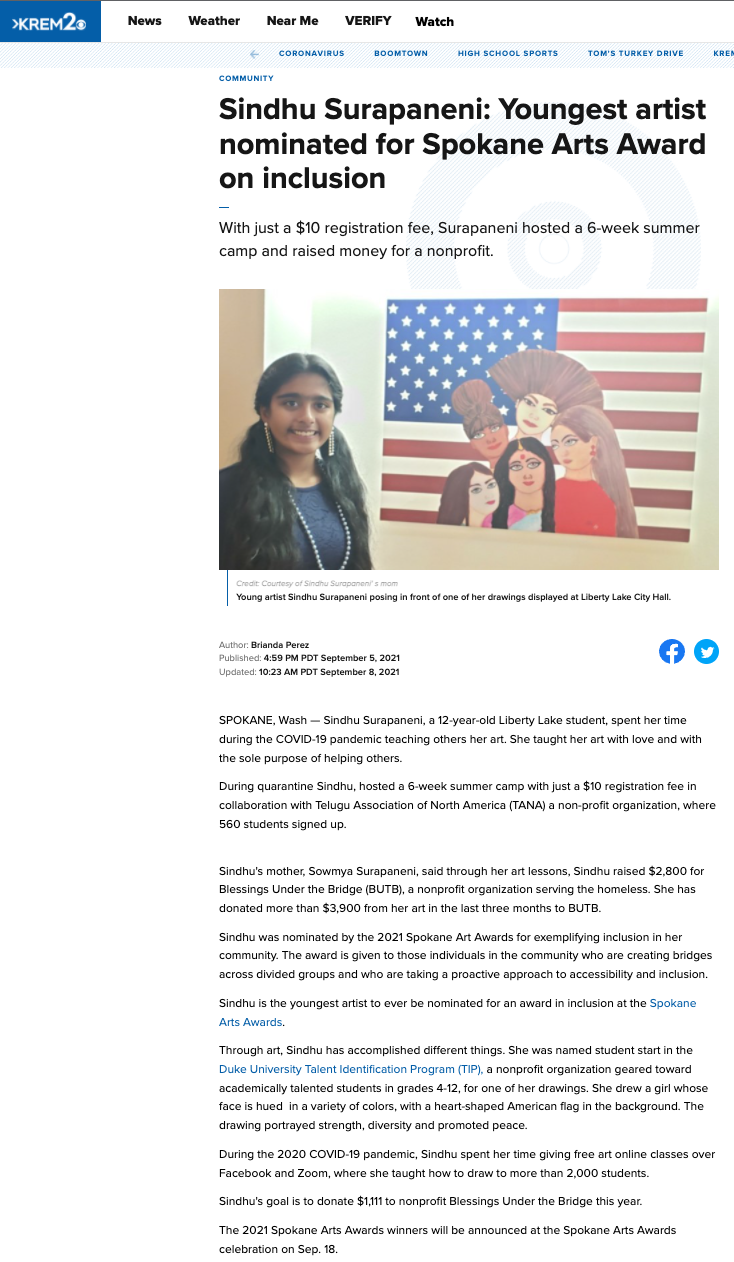 KREM2
News Weather Near Me VERIFY Watch
CORONAVIRUS BOOMTOWN HIGH SCHOOL SPORTS TOM'S TURKEY DRIVE KREM
COMMUNITY
Sindhu Surapaneni: Youngest artist
nominated for Spokane Arts Award
on inclusion
—
With just a $10 registration fee, Surapaneni hosted a 6-week summer
camp and raised money for a nonprofit.
Credit: Courtesy of Sindhu Surapaneni' s mom
Young artist Sindhu Surapaneni posing in front of one of her drawings displayed at Liberty Lake City Hall.
Author: Brianda Perez
Published: 4:59 PM PDT September 5, 2021
Updated: 10:23 AM PDT September 8, 2021
SPOKANE, Wash — Sindhu Surapaneni, a 12-year-old Liberty Lake student, spent her time
during the COVID-19 pandemic teaching others her art. She taught her art with love and with
the sole purpose of helping others.
During quarantine Sindhu, hosted a 6-week summer camp with just a $10 registration fee in
collaboration with Telugu Association of North America (TANA) a non-profit organization, where
560 students signed up.
Sindhu's mother, Sowmya Surapaneni, said through her art lessons, Sindhu raised $2,800 for
Blessings Under the Bridge (BUTB), a nonprofit organization serving the homeless. She has
donated more than $3,900 from her art in the last three months to BUTB.
Sindhu was nominated by the 2021 Spokane Art Awards for exemplifying inclusion in her
community. The award is given to those individuals in the community who are creating bridges
across divided groups and who are taking a proactive approach to accessibility and inclusion.
Sindhu is the youngest artist to ever be nominated for an award in inclusion at the Spokane
Arts Awards.
Through art, Sindhu has accomplished different things. She was named student start in the
Duke University Talent Identification Program (TIP), a nonprofit organization geared toward
academically talented students in grades 4-12, for one of her drawings. She drew a girl whose
face is hued  in a variety of colors, with a heart-shaped American flag in the background. The
drawing portrayed strength, diversity and promoted peace.
During the 2020 COVID-19 pandemic, Sindhu spent her time giving free art online classes over
Facebook and Zoom, where she taught how to draw to more than 2,000 students.
Sindhu's goal is to donate $1,111 to nonprofit Blessings Under the Bridge this year.
The 2021 Spokane Arts Awards winners will be announced at the Spokane Arts Awards
celebration on Sep. 18.